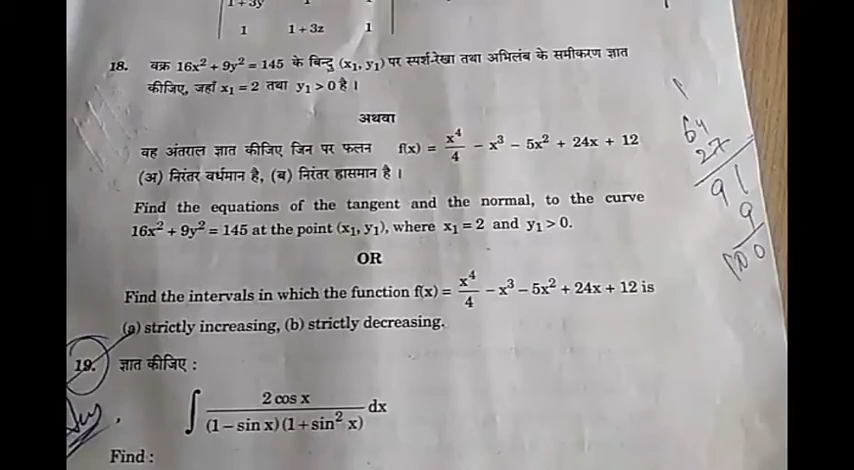 1+3y 1
1 1+3z 1
18. वक्र 16x² + 9y² = 145 के बिन्दु (x₁, y₁) पर स्पर्श-रेखा तथा अभिलंब के समीकरण ज्ञात
कीजिए, जहाँ x₁ = 2 तथा y₁ > 0 है ।
अथवा
वह अंतराल ज्ञात कीजिए जिन पर फलन f(x) = x⁴/4 − x³ − 5x² + 24x + 12
(अ) निरंतर वर्धमान है, (ब) निरंतर ह्रासमान है ।
Find the equations of the tangent and the normal, to the curve
16x² + 9y² = 145 at the point (x₁, y₁), where x₁ = 2 and y₁ > 0.
OR
Find the intervals in which the function f(x) = x⁴/4 − x³ − 5x² + 24x + 12 is
(a) strictly increasing, (b) strictly decreasing.
19. ज्ञात कीजिए :
∫ 2 cos x / (1 − sin x) (1 + sin² x) dx
Find :
64
27
91
9
100